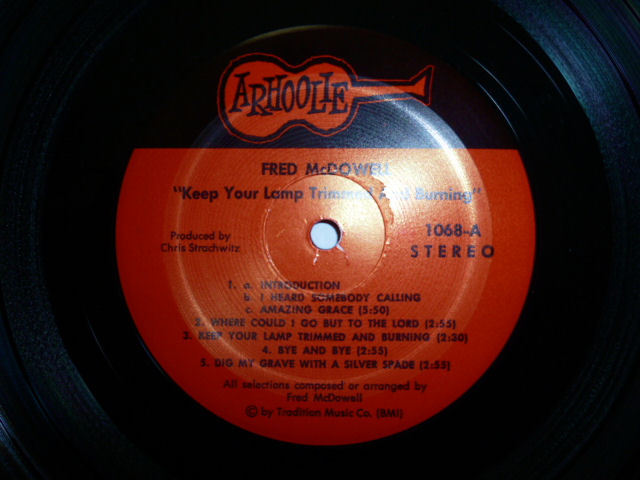 ARHOOLIE
FRED McDOWELL
"Keep Your Lamp Trimmed And Burning"
Produced by
Chris Strachwitz
1068-A
STEREO
1. a. INTRODUCTION
b. I HEARD SOMEBODY CALLING
c. AMAZING GRACE (5:50)
2. WHERE COULD I GO BUT TO THE LORD (2:55)
3. KEEP YOUR LAMP TRIMMED AND BURNING (2:30)
4. BYE AND BYE (2:55)
5. DIG MY GRAVE WITH A SILVER SPADE (2:55)
All selections composed or arranged by
Fred McDowell
© by Tradition Music Co. (BMI)